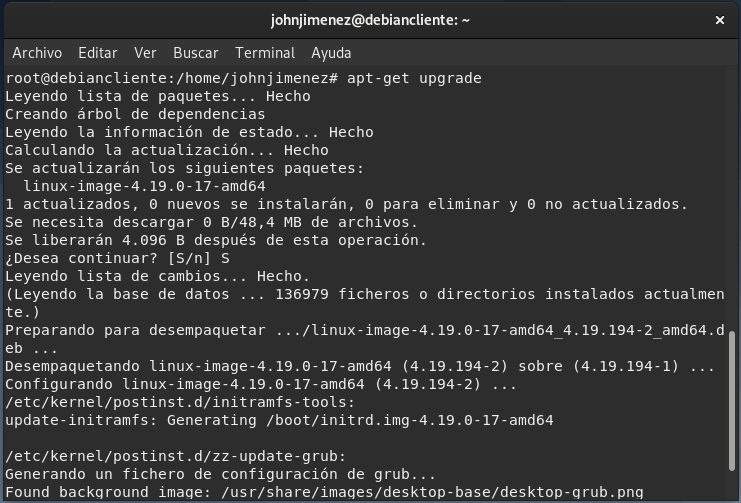 johnjimenez@debiancliente: ~
Archivo Editar Ver Buscar Terminal Ayuda
root@debiancliente:/home/johnjimenez# apt-get upgrade
Leyendo lista de paquetes... Hecho
Creando árbol de dependencias
Leyendo la información de estado... Hecho
Calculando la actualización... Hecho
Se actualizarán los siguientes paquetes:
  linux-image-4.19.0-17-amd64
1 actualizados, 0 nuevos se instalarán, 0 para eliminar y 0 no actualizados.
Se necesita descargar 0 B/48,4 MB de archivos.
Se liberarán 4.096 B después de esta operación.
¿Desea continuar? [S/n] S
Leyendo lista de cambios... Hecho.
(Leyendo la base de datos ... 136979 ficheros o directorios instalados actualmen
te.)
Preparando para desempaquetar .../linux-image-4.19.0-17-amd64_4.19.194-2_amd64.d
eb ...
Desempaquetando linux-image-4.19.0-17-amd64 (4.19.194-2) sobre (4.19.194-1) ...
Configurando linux-image-4.19.0-17-amd64 (4.19.194-2) ...
/etc/kernel/postinst.d/initramfs-tools:
update-initramfs: Generating /boot/initrd.img-4.19.0-17-amd64
/etc/kernel/postinst.d/zz-update-grub:
Generando un fichero de configuración de grub...
Found background image: /usr/share/images/desktop-base/desktop-grub.png